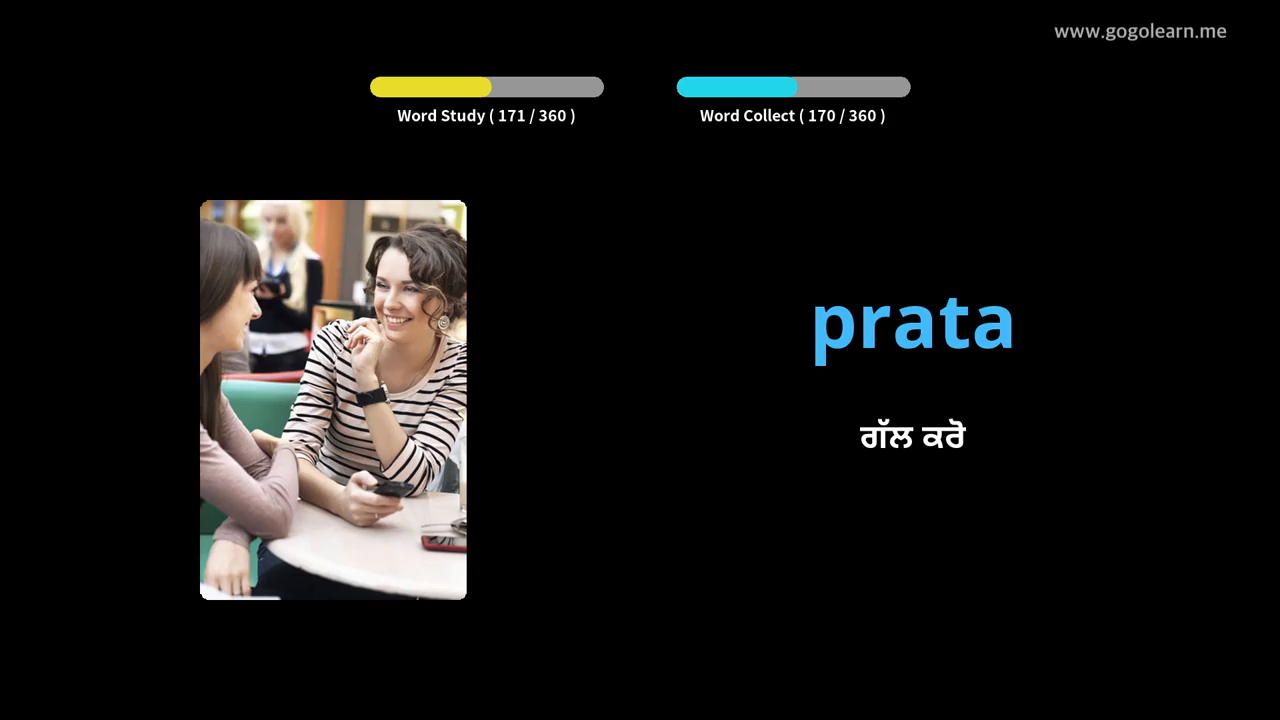 www.gogolearn.me
Word Study ( 171 / 360 )
Word Collect ( 170 / 360 )
prata
ਗੱਲ ਕਰੋ